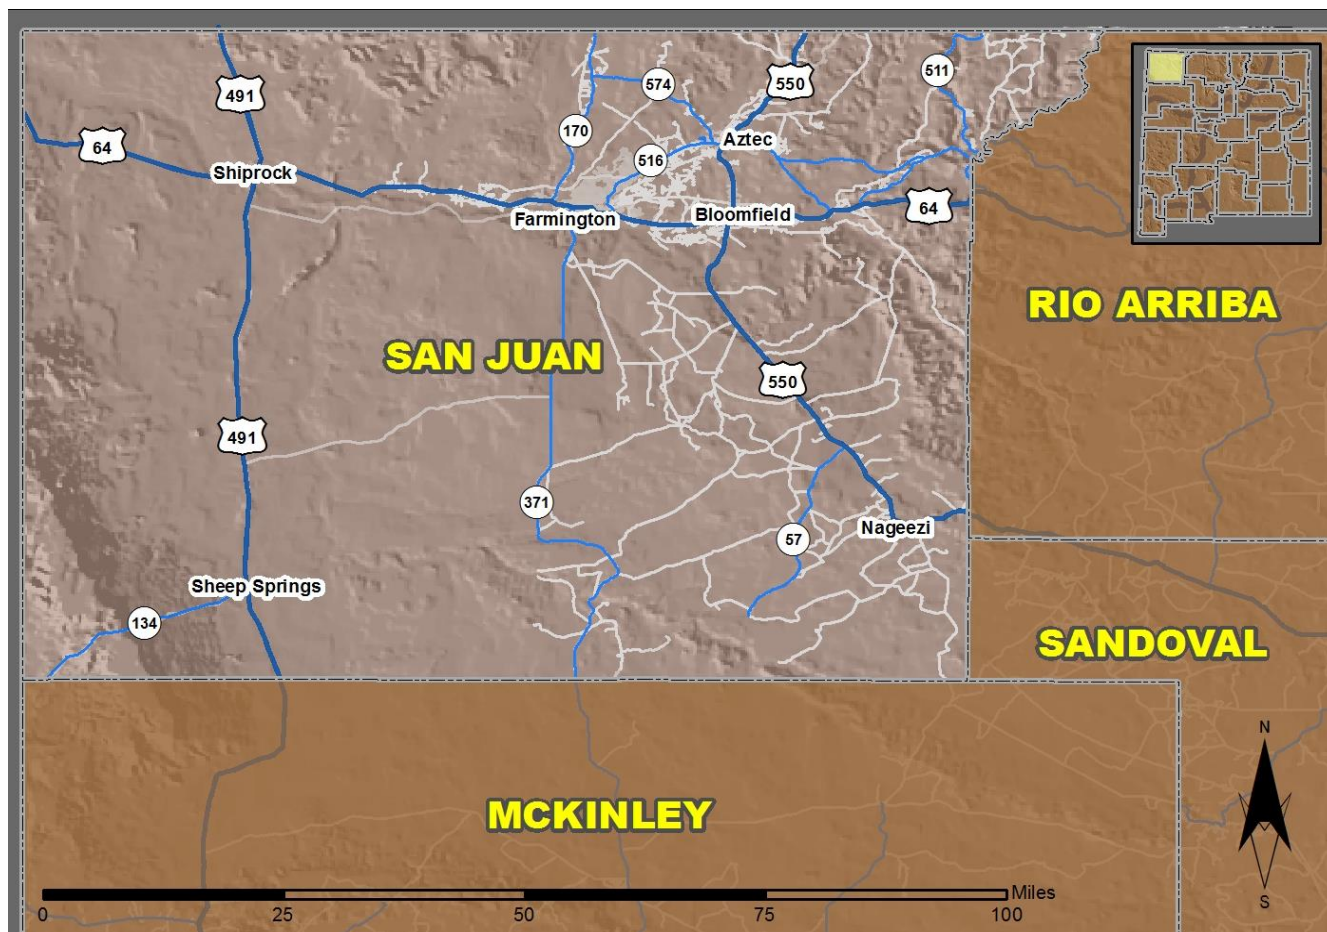 491
550
574
511
64
170
Aztec
516
Shiprock
64
Farmington
Bloomfield
RIO ARRIBA
SAN JUAN
550
491
371
Nageezi
57
Sheep Springs
134
SANDOVAL
N
MCKINLEY
Miles
0 25 50 75 100
S